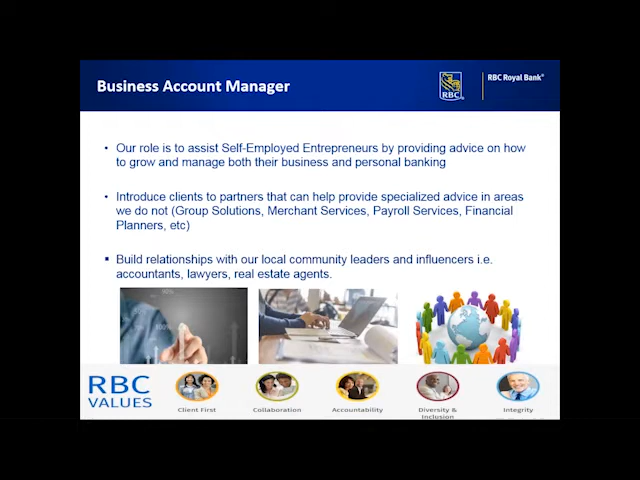 Business Account Manager
RBC
RBC Royal Bank®
• Our role is to assist Self-Employed Entrepreneurs by providing advice on how
to grow and manage both their business and personal banking
• Introduce clients to partners that can help provide specialized advice in areas
we do not (Group Solutions, Merchant Services, Payroll Services, Financial
Planners, etc)
▪ Build relationships with our local community leaders and influencers i.e.
accountants, lawyers, real estate agents.
RBC
VALUES
Client First
Collaboration
Accountability
Diversity &
Inclusion
Integrity